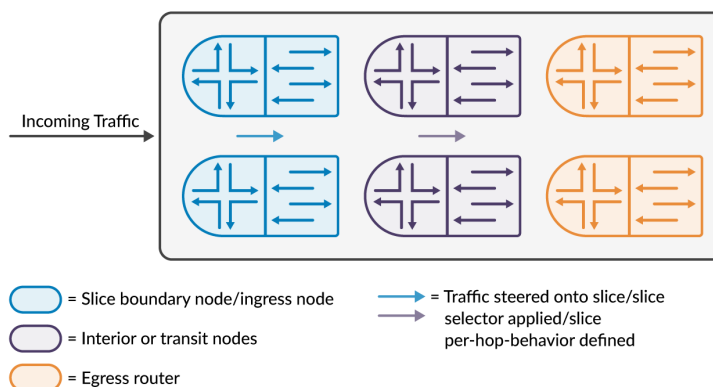 Incoming Traffic
= Slice boundary node/ingress node
= Interior or transit nodes
= Egress router
= Traffic steered onto slice/slice
selector applied/slice
per-hop-behavior defined